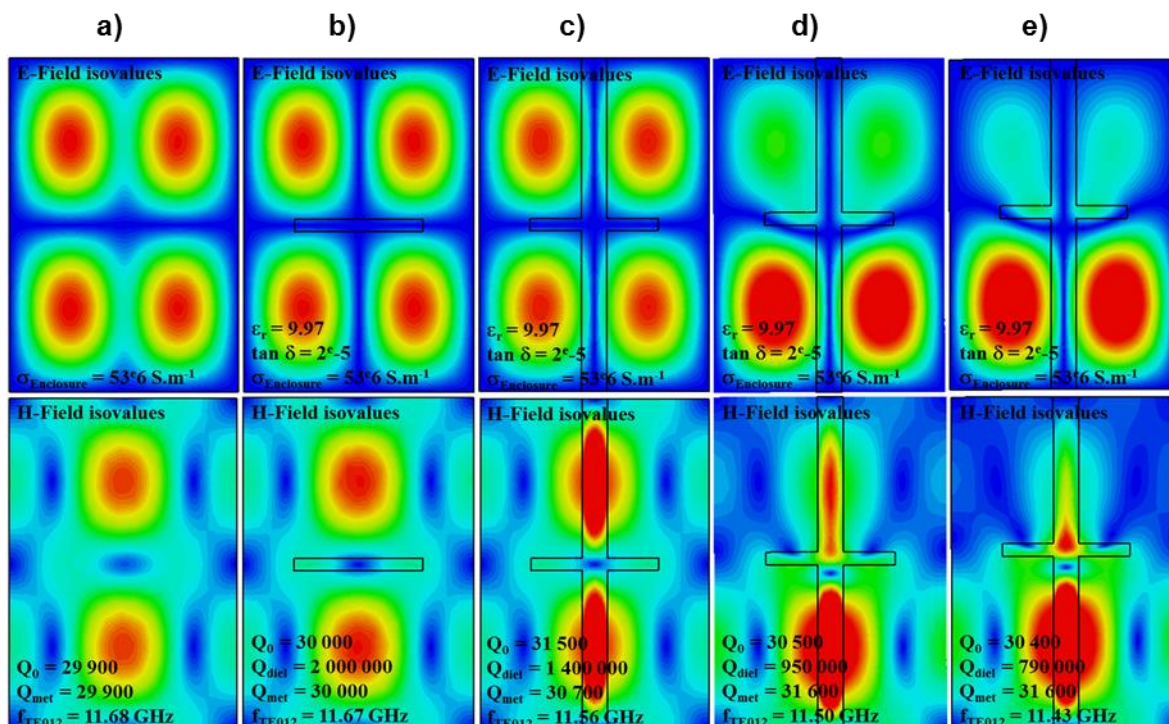 a) b) c) d) e)
E-Field isovalues E-Field isovalues E-Field isovalues E-Field isovalues E-Field isovalues
εr = 9.97 εr = 9.97 εr = 9.97 εr = 9.97
tan δ = 2ᵉ-5 tan δ = 2ᵉ-5 tan δ = 2ᵉ-5 tan δ = 2ᵉ-5
σEnclosure = 53ᵉ6 S.m⁻¹ σEnclosure = 53ᵉ6 S.m⁻¹ σEnclosure = 53ᵉ6 S.m⁻¹
H-Field isovalues H-Field isovalues H-Field isovalues H-Field isovalues H-Field isovalues
Q0 = 30 000 Q0 = 31 500 Q0 = 30 500 Q0 = 30 400
Q0 = 29 900 Qdiel = 2 000 000 Qdiel = 1 400 000 Qdiel = 950 000 Qdiel = 790 000
Qmet = 29 900 Qmet = 30 000 Qmet = 30 700 Qmet = 31 600 Qmet = 31 600
fTE012 = 11.68 GHz fTE012 = 11.67 GHz fTE012 = 11.56 GHz fTE012 = 11.50 GHz fTE012 = 11.43 GHz